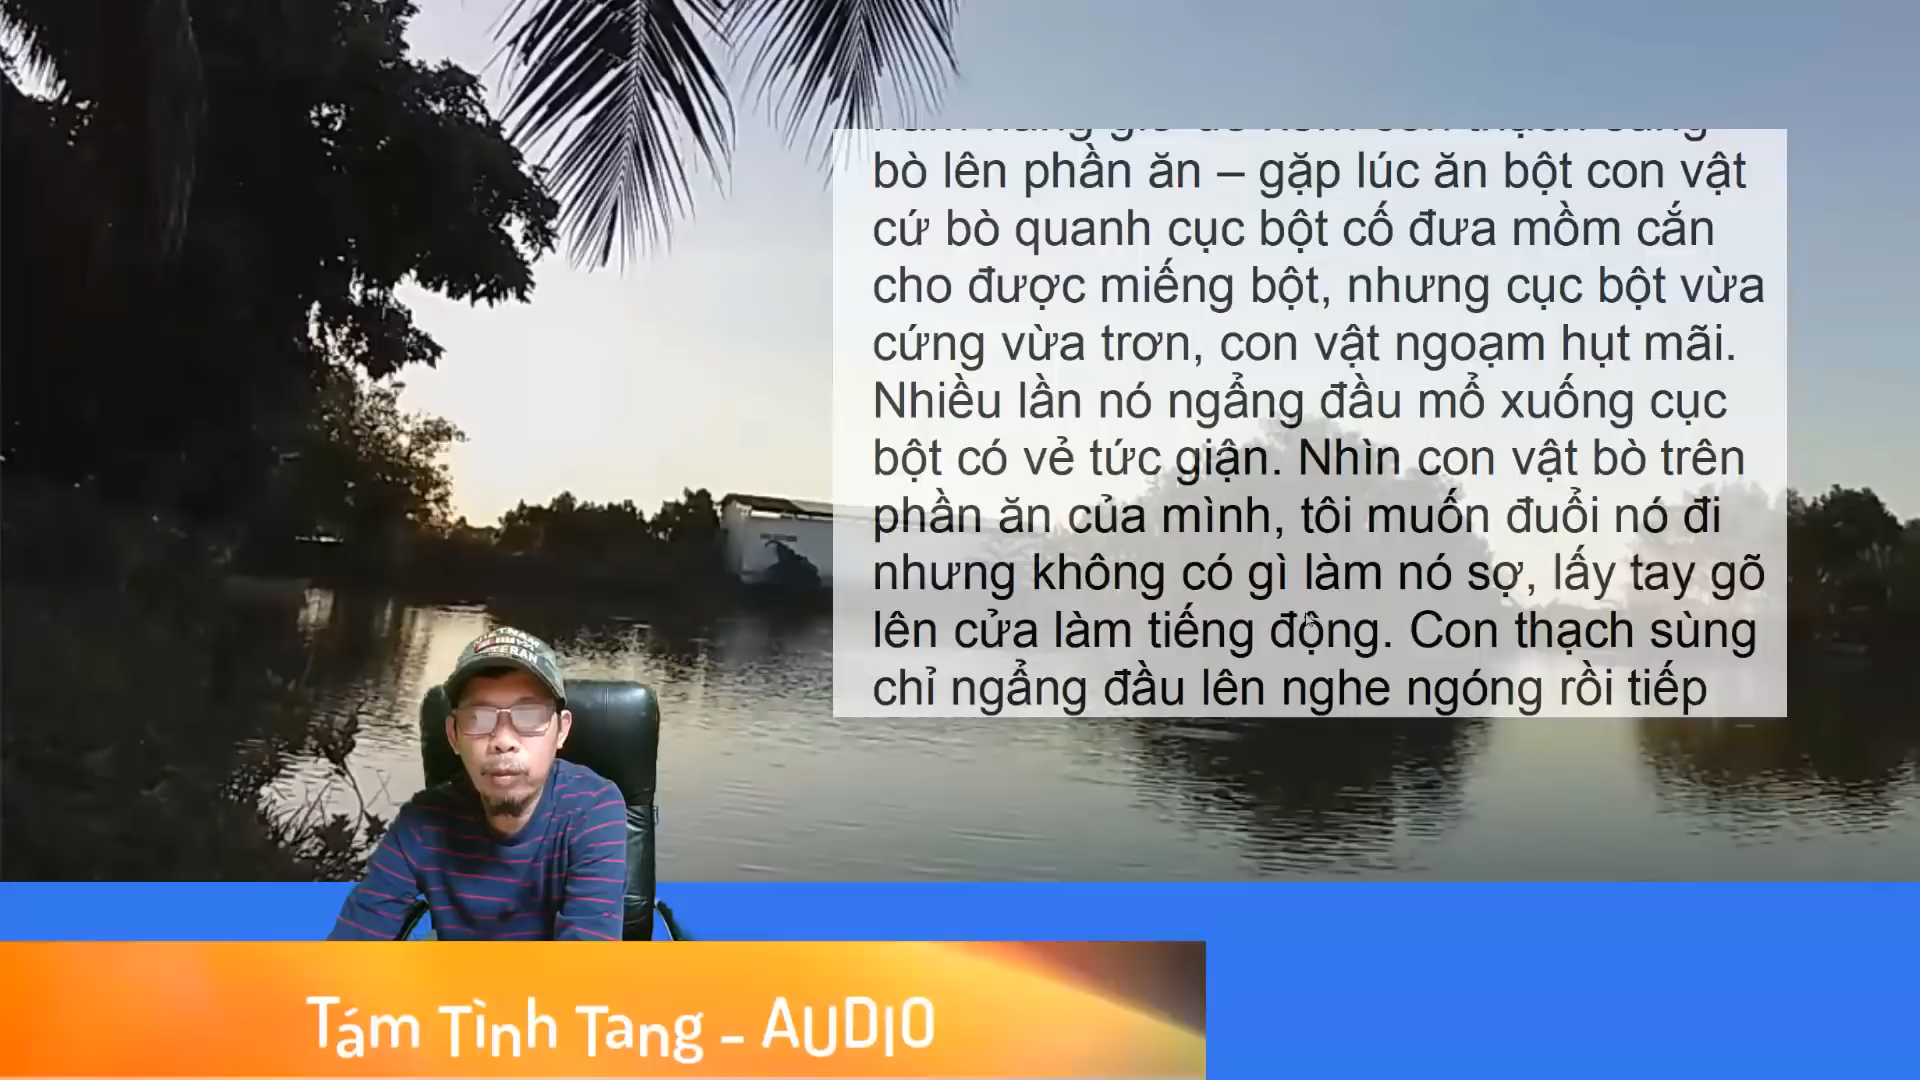 bò lên phần ăn – gặp lúc ăn bột con vật
cứ bò quanh cục bột cố đưa mồm cắn
cho được miếng bột, nhưng cục bột vừa
cứng vừa trơn, con vật ngoạm hụt mãi.
Nhiều lần nó ngẩng đầu mổ xuống cục
bột có vẻ tức giận. Nhìn con vật bò trên
phần ăn của mình, tôi muốn đuổi nó đi
nhưng không có gì làm nó sợ, lấy tay gõ
lên cửa làm tiếng động. Con thạch sùng
chỉ ngẩng đầu lên nghe ngóng rồi tiếp
VIETNAM
VETERAN
Tám Tình Tang - AUDIO